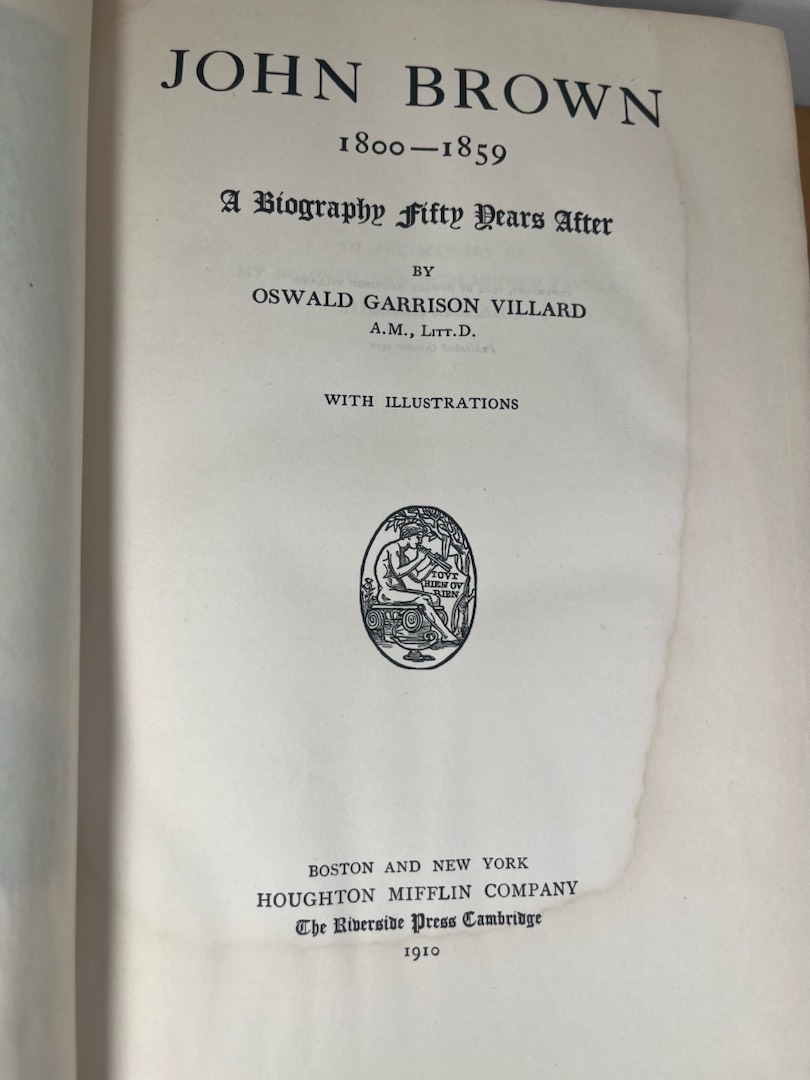 JOHN BROWN
1800—1859
A Biography Fifty Years After
BY
OSWALD GARRISON VILLARD
A.M., LITT.D.
WITH ILLUSTRATIONS
TOVT
BIEN OV
RIEN
BOSTON AND NEW YORK
HOUGHTON MIFFLIN COMPANY
The Riverside Press Cambridge
1910